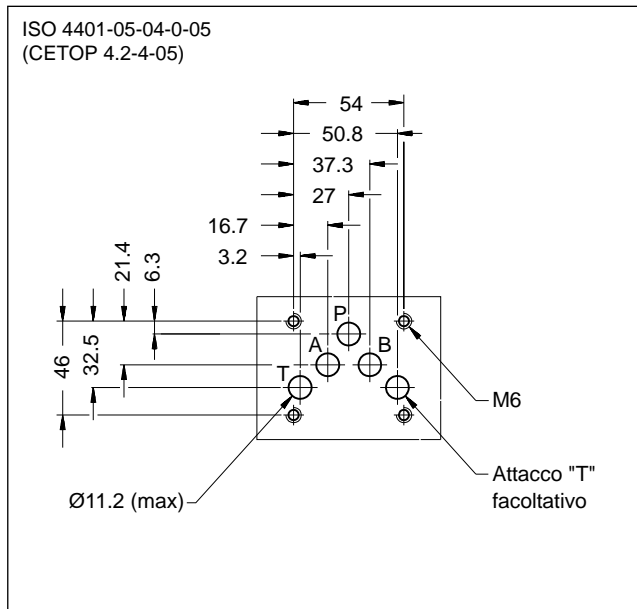 ISO 4401-05-04-0-05
(CETOP 4.2-4-05)
54
50.8
37.3
27
16.7
3.2
21.4
6.3
32.5
46
P
A
B
T
M6
Ø11.2 (max)
Attacco "T"
facoltativo